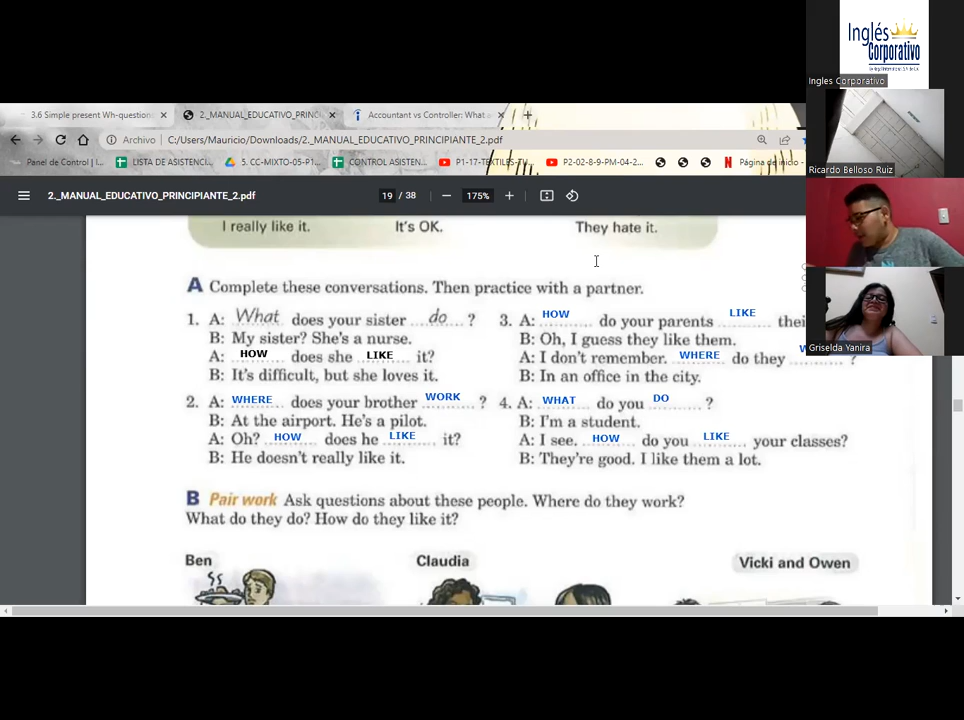 Inglés
Corporativo
Ingles Corporativo
3.6 Simple present Wh-question
2._MANUAL_EDUCATIVO_PRINCI
Accountant vs Controller: What
Archivo
C:/Users/Mauricio/Downloads/2._MANUAL_EDUCATIVO_PRINCIPIANTE_2.pdf
Panel de Control | I...
LISTA DE ASISTENCI...
5. CC-MIXTO-05-P1...
CONTROL ASISTEN...
P1-17-TEXTILES-TU...
P2-02-8-9-PM-04-2...
Página de inicio -
Ricardo Belloso Ruiz
2._MANUAL_EDUCATIVO_PRINCIPIANTE_2.pdf
19 / 38
175%
I really like it. It's OK. They hate it.
A Complete these conversations. Then practice with a partner.
1. A: What does your sister do ?
B: My sister? She's a nurse.
A: HOW does she LIKE it?
B: It's difficult, but she loves it.
2. A: WHERE does your brother WORK ?
B: At the airport. He's a pilot.
A: Oh? HOW does he LIKE it?
B: He doesn't really like it.
3. A: HOW do your parents LIKE thei
B: Oh, I guess they like them.
A: I don't remember. WHERE do they ?
B: In an office in the city.
4. A: WHAT do you DO ?
B: I'm a student.
A: I see. HOW do you LIKE your classes?
B: They're good. I like them a lot.
Griselda Yanira
B Pair work Ask questions about these people. Where do they work?
What do they do? How do they like it?
Ben Claudia Vicki and Owen